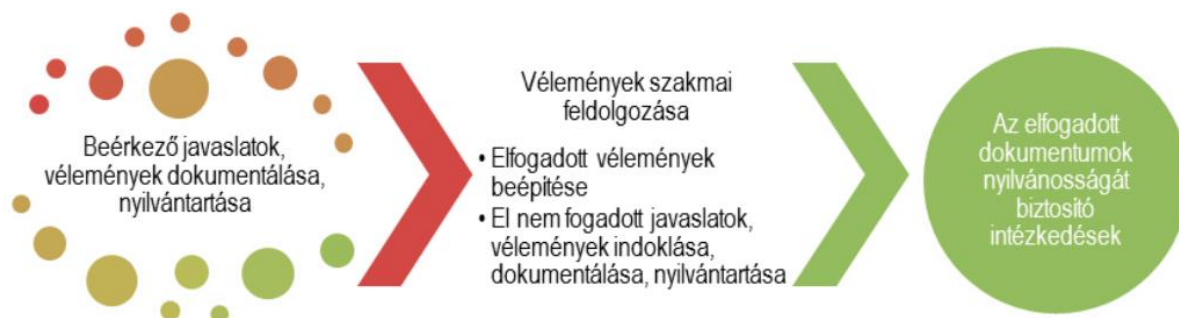 Beérkező javaslatok,
vélemények dokumentálása,
nyilvántartása
Vélemények szakmai
feldolgozása
• Elfogadott vélemények
beépítése
• El nem fogadott javaslatok,
vélemények indoklása,
dokumentálása, nyilvántartása
Az elfogadott
dokumentumok
nyilvánosságát
biztosító
intézkedések